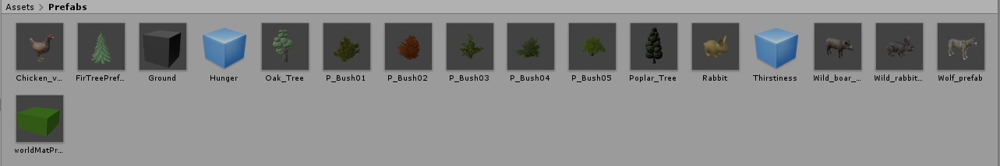 Assets > Prefabs
Chicken_v... FirTreePref... Ground Hunger Oak_Tree P_Bush01 P_Bush02 P_Bush03 P_Bush04 P_Bush05 Poplar_Tree Rabbit Thirstiness Wild_boar_... Wild_rabbit... Wolf_prefab
worldMatPr...